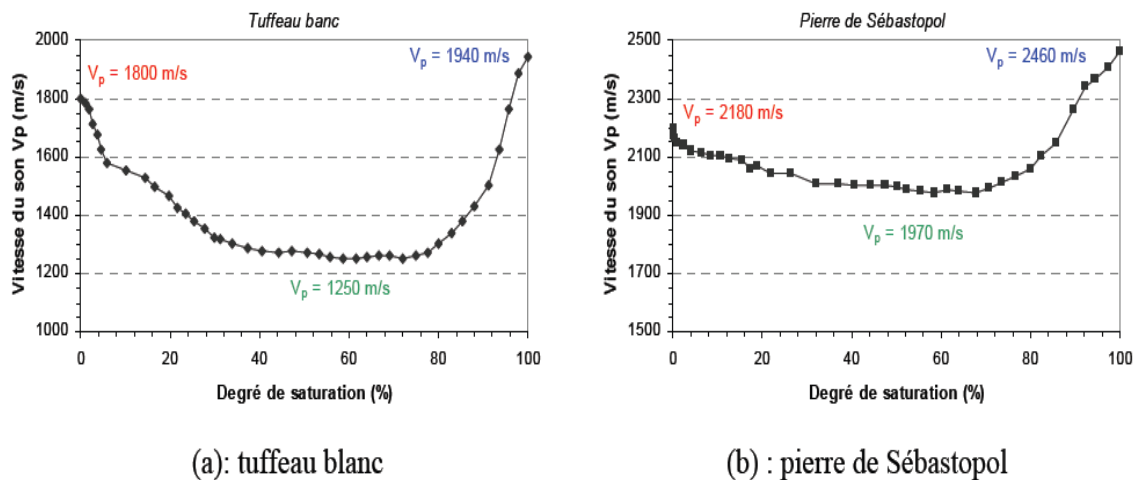 Tuffeau banc
Vitesse du son Vp (m/s)
2000
1800
1600
1400
1200
1000
Vp = 1800 m/s
Vp = 1940 m/s
Vp = 1250 m/s
0 20 40 60 80 100
Degré de saturation (%)
(a): tuffeau blanc
Pierre de Sébastopol
Vitesse du son Vp (m/s)
2500
2300
2100
1900
1700
1500
Vp = 2180 m/s
Vp = 2460 m/s
Vp = 1970 m/s
0 20 40 60 80 100
Degré de saturation (%)
(b) : pierre de Sébastopol